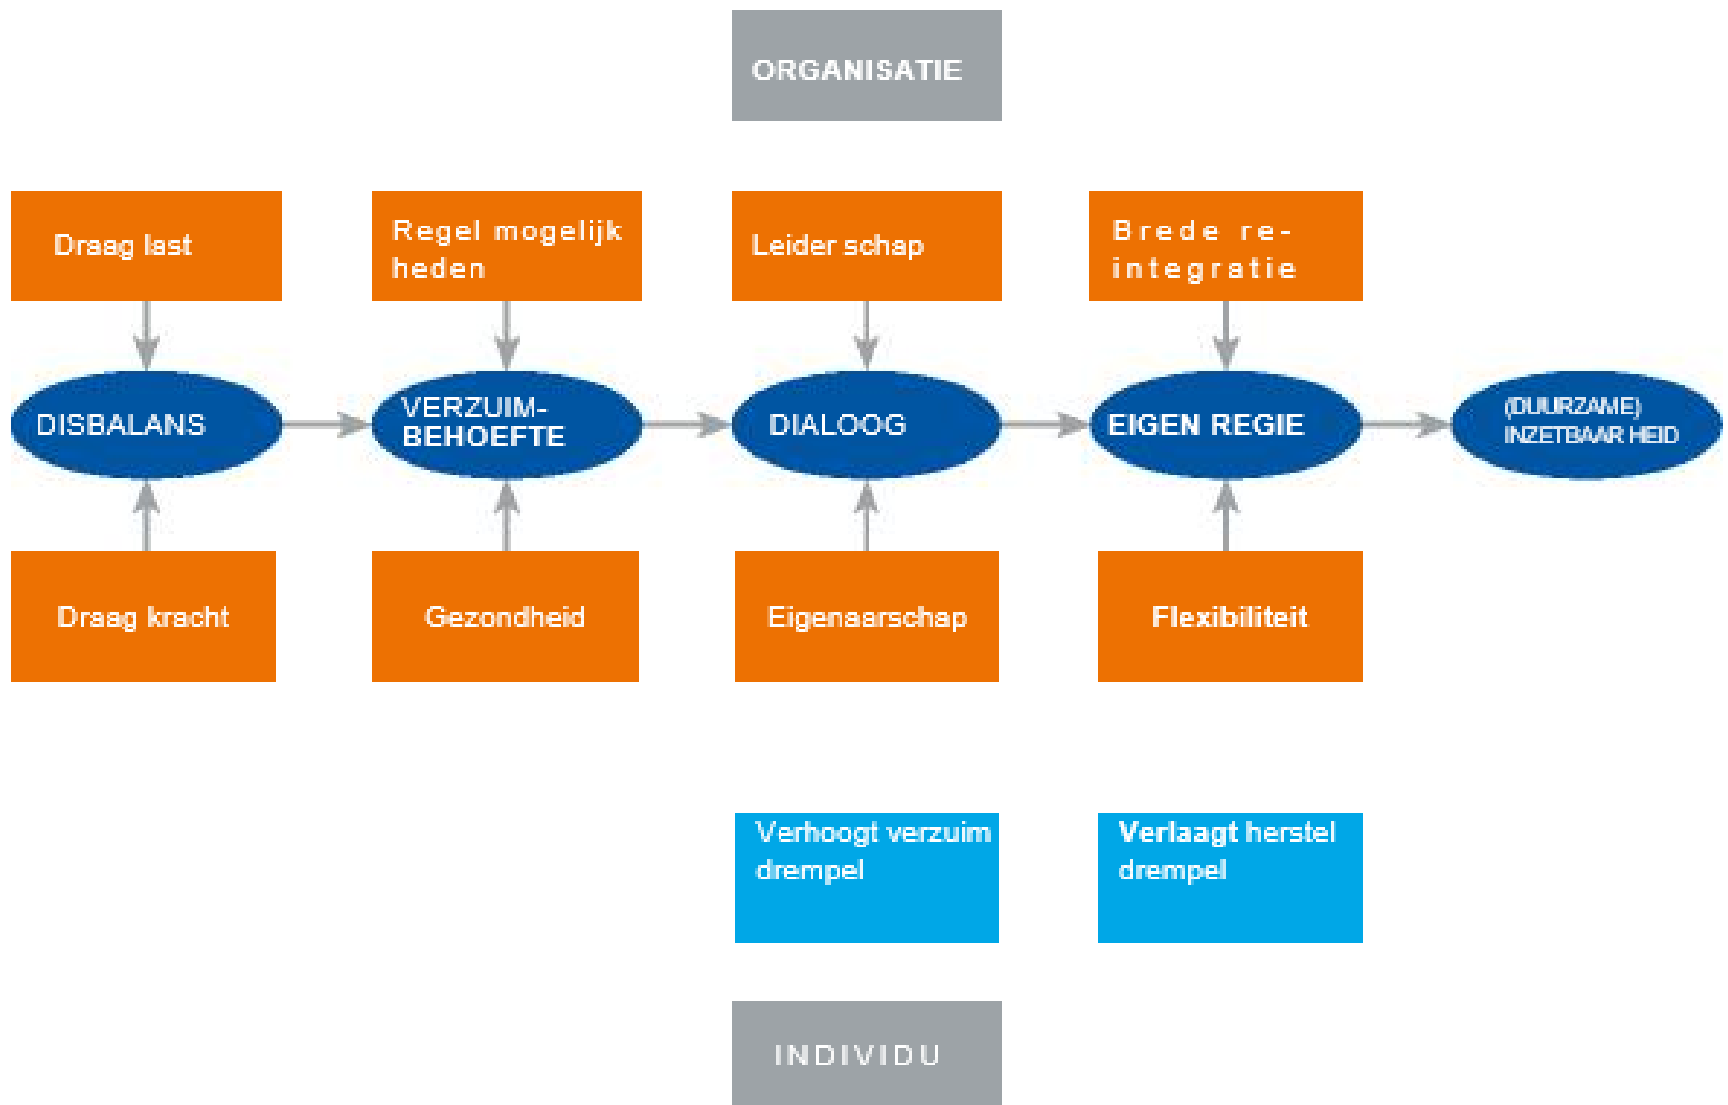 ORGANISATIE
Draag last
Regel mogelijk
heden
Leider schap
Brede re-
integratie
DISBALANS
VERZUIM-
BEHOEFTE
DIALOOG
EIGEN REGIE
(DUURZAME)
INZETBAAR HEID
Draag kracht
Gezondheid
Eigenaarschap
Flexibiliteit
Verhoogt verzuim
drempel
Verlaagt herstel
drempel
INDIVIDU